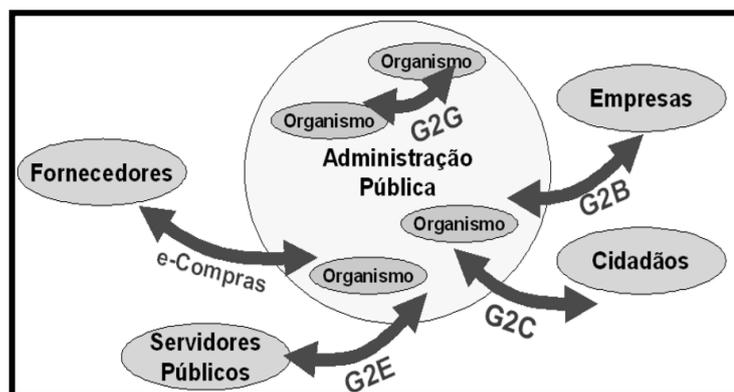 Organismo
Organismo
G2G
Empresas
Fornecedores
Administração
Pública
G2B
Organismo
e-Compras
Organismo
Cidadãos
G2C
Servidores
Públicos
G2E